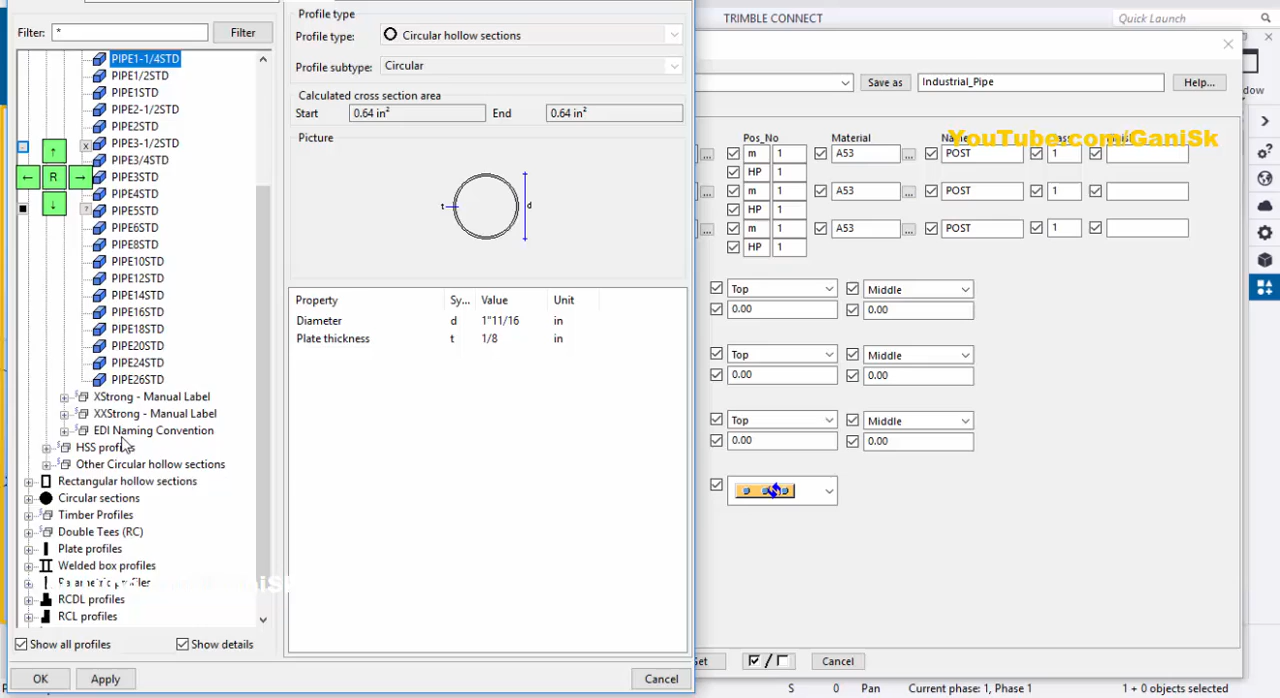 TRIMBLE CONNECT
Quick Launch
Filter: *
Filter
PIPE1-1/4STD
PIPE1/2STD
PIPE1STD
PIPE2-1/2STD
PIPE2STD
PIPE3-1/2STD
PIPE3/4STD
PIPE3STD
PIPE4STD
PIPE5STD
PIPE6STD
PIPE8STD
PIPE10STD
PIPE12STD
PIPE14STD
PIPE16STD
PIPE18STD
PIPE20STD
PIPE24STD
PIPE26STD
XStrong - Manual Label
XXStrong - Manual Label
EDI Naming Convention
HSS profiles
Other Circular hollow sections
Rectangular hollow sections
Circular sections
Timber Profiles
Double Tees (RC)
Plate profiles
Welded box profiles
Parametric profiles
RCDL profiles
RCL profiles
Show all profiles
Show details
OK
Apply
Cancel
R
x
?
Profile type
Profile type: Circular hollow sections
Profile subtype: Circular
Calculated cross section area
Start 0.64 in² End 0.64 in²
Picture
t
d
Property Sy... Value Unit
Diameter d 1"11/16 in
Plate thickness t 1/8 in
Save as
Industrial_Pipe
Help...
dow
YouTube.com/GaniSk
Pos_No Material
... m 1 A53 ... POST 1
HP 1
... m 1 A53 ... POST 1
HP 1
... m 1 A53 ... POST 1
HP 1
Top Middle
0.00 0.00
Top Middle
0.00 0.00
Top Middle
0.00 0.00
Cancel
S 0 Pan Current phase: 1, Phase 1 1 + 0 objects selected